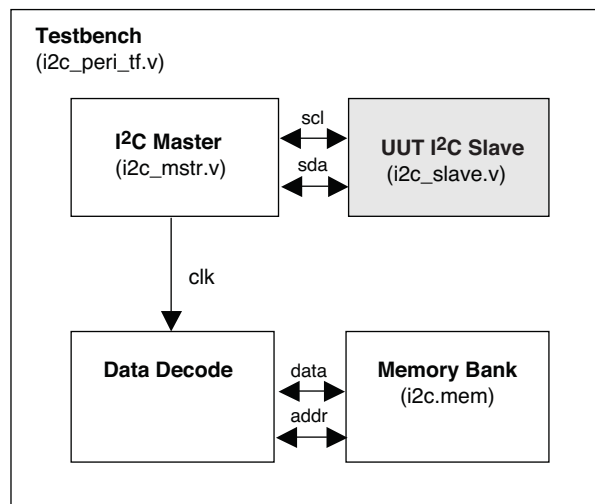 Testbench
(i2c_peri_tf.v)
I²C Master
(i2c_mstr.v)
scl
sda
UUT I²C Slave
(i2c_slave.v)
clk
Data Decode
data
addr
Memory Bank
(i2c.mem)